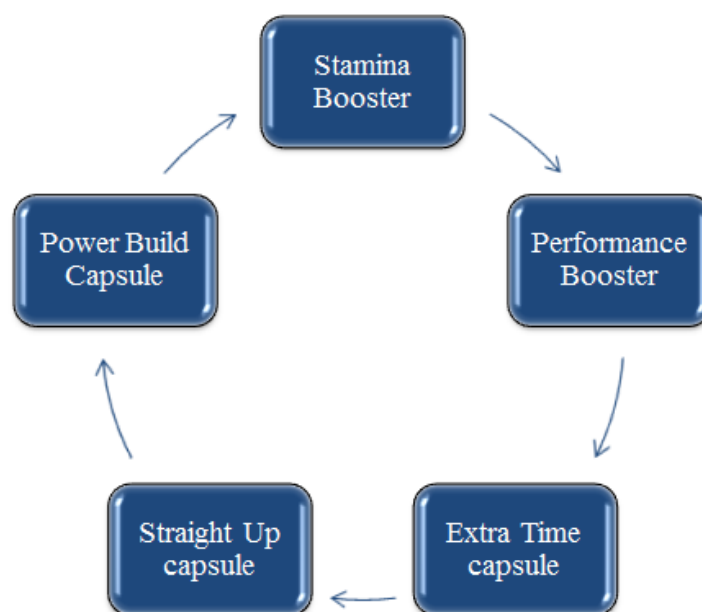 Stamina
Booster
Performance
Booster
Extra Time
capsule
Straight Up
capsule
Power Build
Capsule